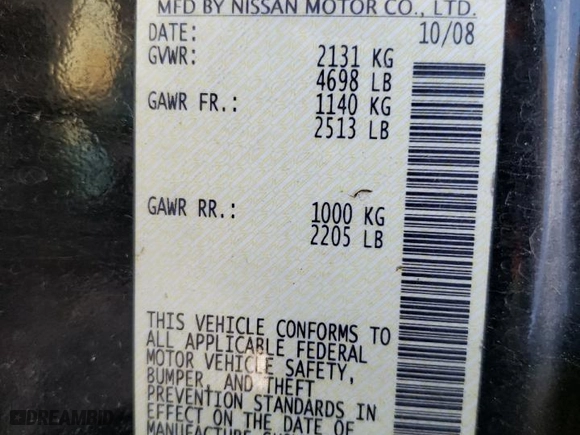 MFD BY NISSAN MOTOR CO., LTD.
DATE: 10/08
GVWR: 2131 KG
4698 LB
GAWR FR.: 1140 KG
2513 LB
GAWR RR.: 1000 KG
2205 LB
THIS VEHICLE CONFORMS TO
ALL APPLICABLE FEDERAL
MOTOR VEHICLE SAFETY,
BUMPER, AND THEFT
PREVENTION STANDARDS IN
EFFECT ON THE DATE OF
DREAMBID